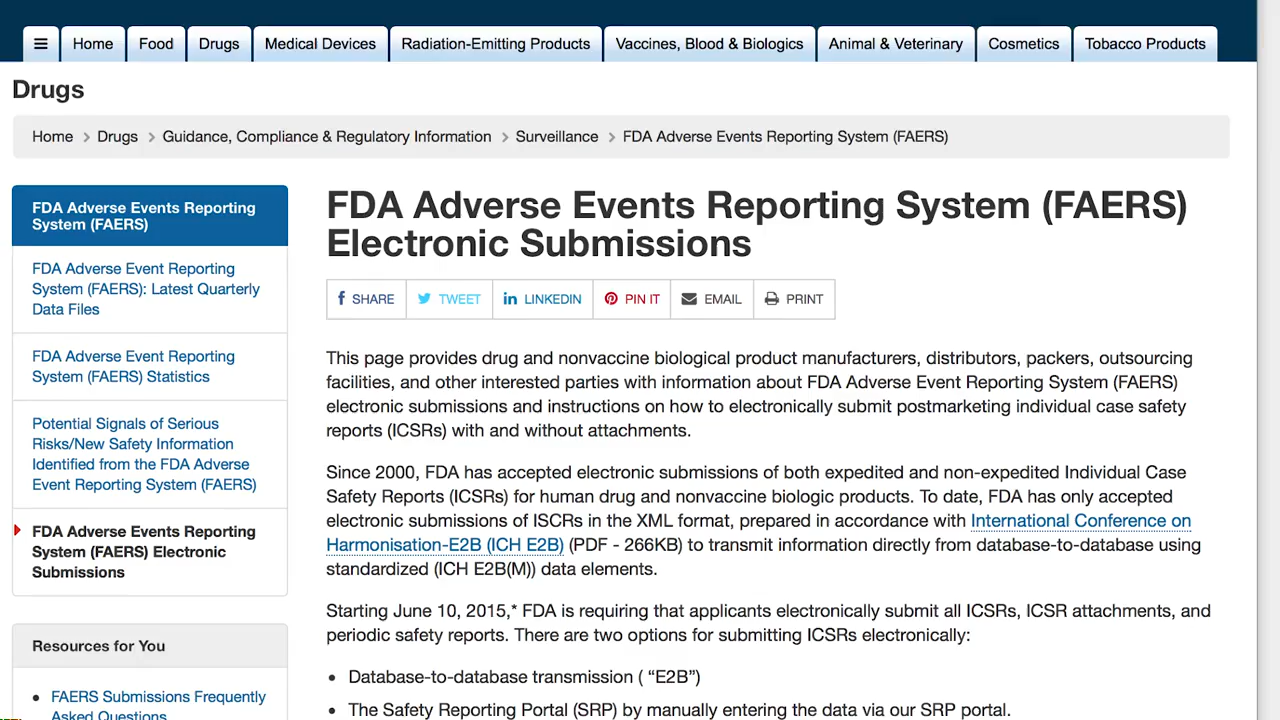 ☰ Home Food Drugs Medical Devices Radiation-Emitting Products Vaccines, Blood & Biologics Animal & Veterinary Cosmetics Tobacco Products
Drugs
Home > Drugs > Guidance, Compliance & Regulatory Information > Surveillance > FDA Adverse Events Reporting System (FAERS)
FDA Adverse Events Reporting
System (FAERS)
FDA Adverse Event Reporting
System (FAERS): Latest Quarterly
Data Files
FDA Adverse Event Reporting
System (FAERS) Statistics
Potential Signals of Serious
Risks/New Safety Information
Identified from the FDA Adverse
Event Reporting System (FAERS)
FDA Adverse Events Reporting
System (FAERS) Electronic
Submissions
Resources for You
• FAERS Submissions Frequently
Asked Questions
FDA Adverse Events Reporting System (FAERS)
Electronic Submissions
SHARE TWEET LINKEDIN PIN IT EMAIL PRINT
This page provides drug and nonvaccine biological product manufacturers, distributors, packers, outsourcing
facilities, and other interested parties with information about FDA Adverse Event Reporting System (FAERS)
electronic submissions and instructions on how to electronically submit postmarketing individual case safety
reports (ICSRs) with and without attachments.
Since 2000, FDA has accepted electronic submissions of both expedited and non-expedited Individual Case
Safety Reports (ICSRs) for human drug and nonvaccine biologic products. To date, FDA has only accepted
electronic submissions of ISCRs in the XML format, prepared in accordance with International Conference on
Harmonisation-E2B (ICH E2B) (PDF - 266KB) to transmit information directly from database-to-database using
standardized (ICH E2B(M)) data elements.
Starting June 10, 2015,* FDA is requiring that applicants electronically submit all ICSRs, ICSR attachments, and
periodic safety reports. There are two options for submitting ICSRs electronically:
• Database-to-database transmission ( “E2B”)
• The Safety Reporting Portal (SRP) by manually entering the data via our SRP portal.